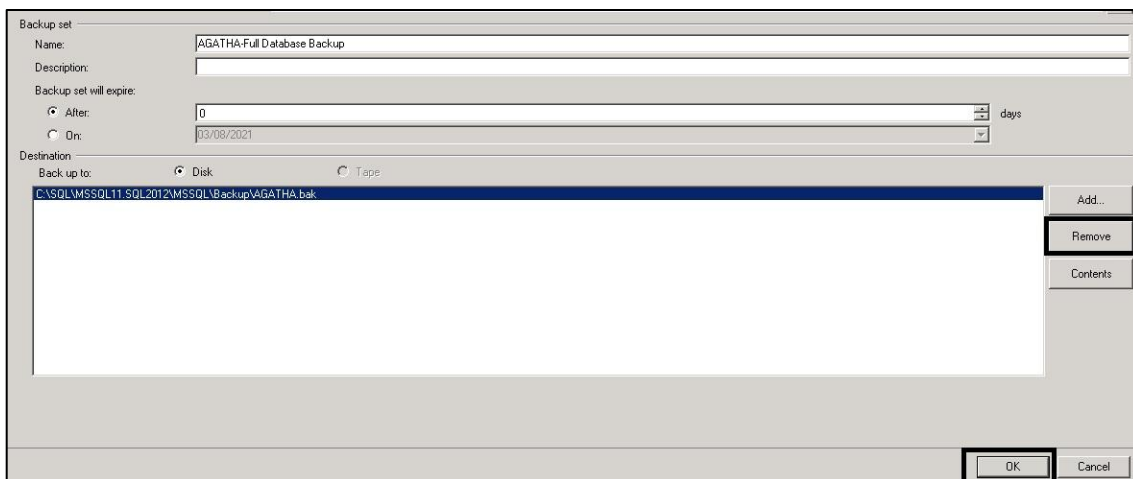 Backup set
Name: AGATHA-Full Database Backup
Description:
Backup set will expire:
After: 0 days
On: 03/08/2021
Destination
Back up to: Disk Tape
C:\SQL\MSSQL11.SQL2012\MSSQL\Backup\AGATHA.bak
Add...
Remove
Contents
OK Cancel